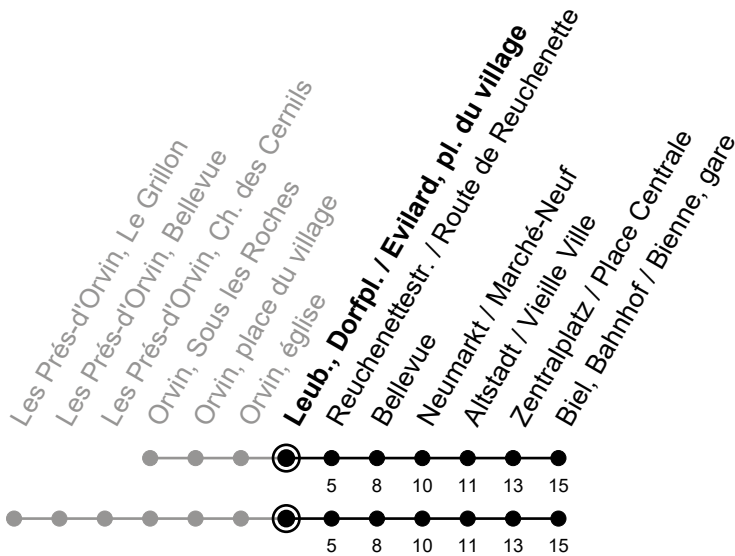 Les Prés-d'Orvin, Le Grillon
Les Prés-d'Orvin, Bellevue
Les Prés-d'Orvin, Ch. des Cernils
Orvin, Sous les Roches
Orvin, place du village
Orvin, église
Leub., Dorfpl. / Evilard, pl. du village
Reuchenettestr. / Route de Reuchenette
Bellevue
Neumarkt / Marché-Neuf
Altstadt / Vieille Ville
Zentralplatz / Place Centrale
Biel, Bahnhof / Bienne, gare
5 8 10 11 13 15
5 8 10 11 13 15